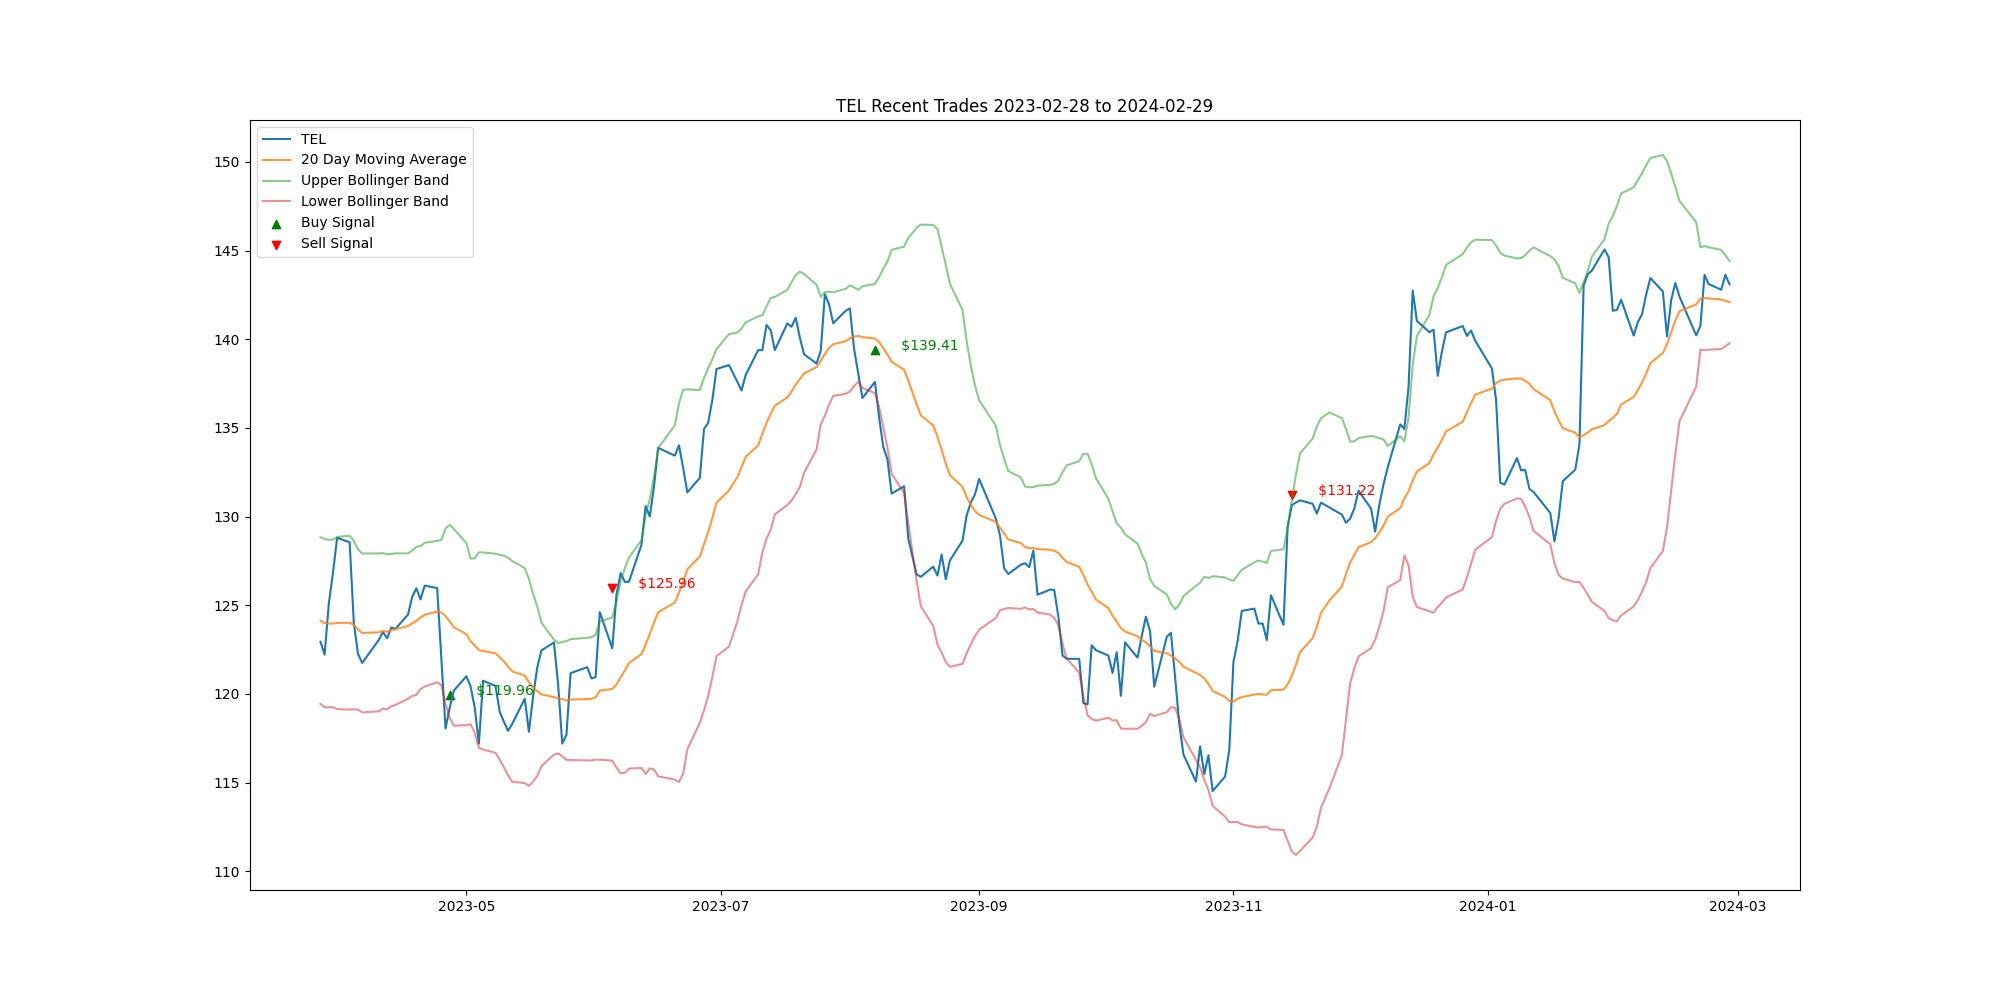 TEL Recent Trades 2023-02-28 to 2024-02-29
TEL
20 Day Moving Average
Upper Bollinger Band
Lower Bollinger Band
Buy Signal
Sell Signal
150
145
140
135
130
125
120
115
110
$119.96
$125.96
$139.41
$131.22
2023-05
2023-07
2023-09
2023-11
2024-01
2024-03